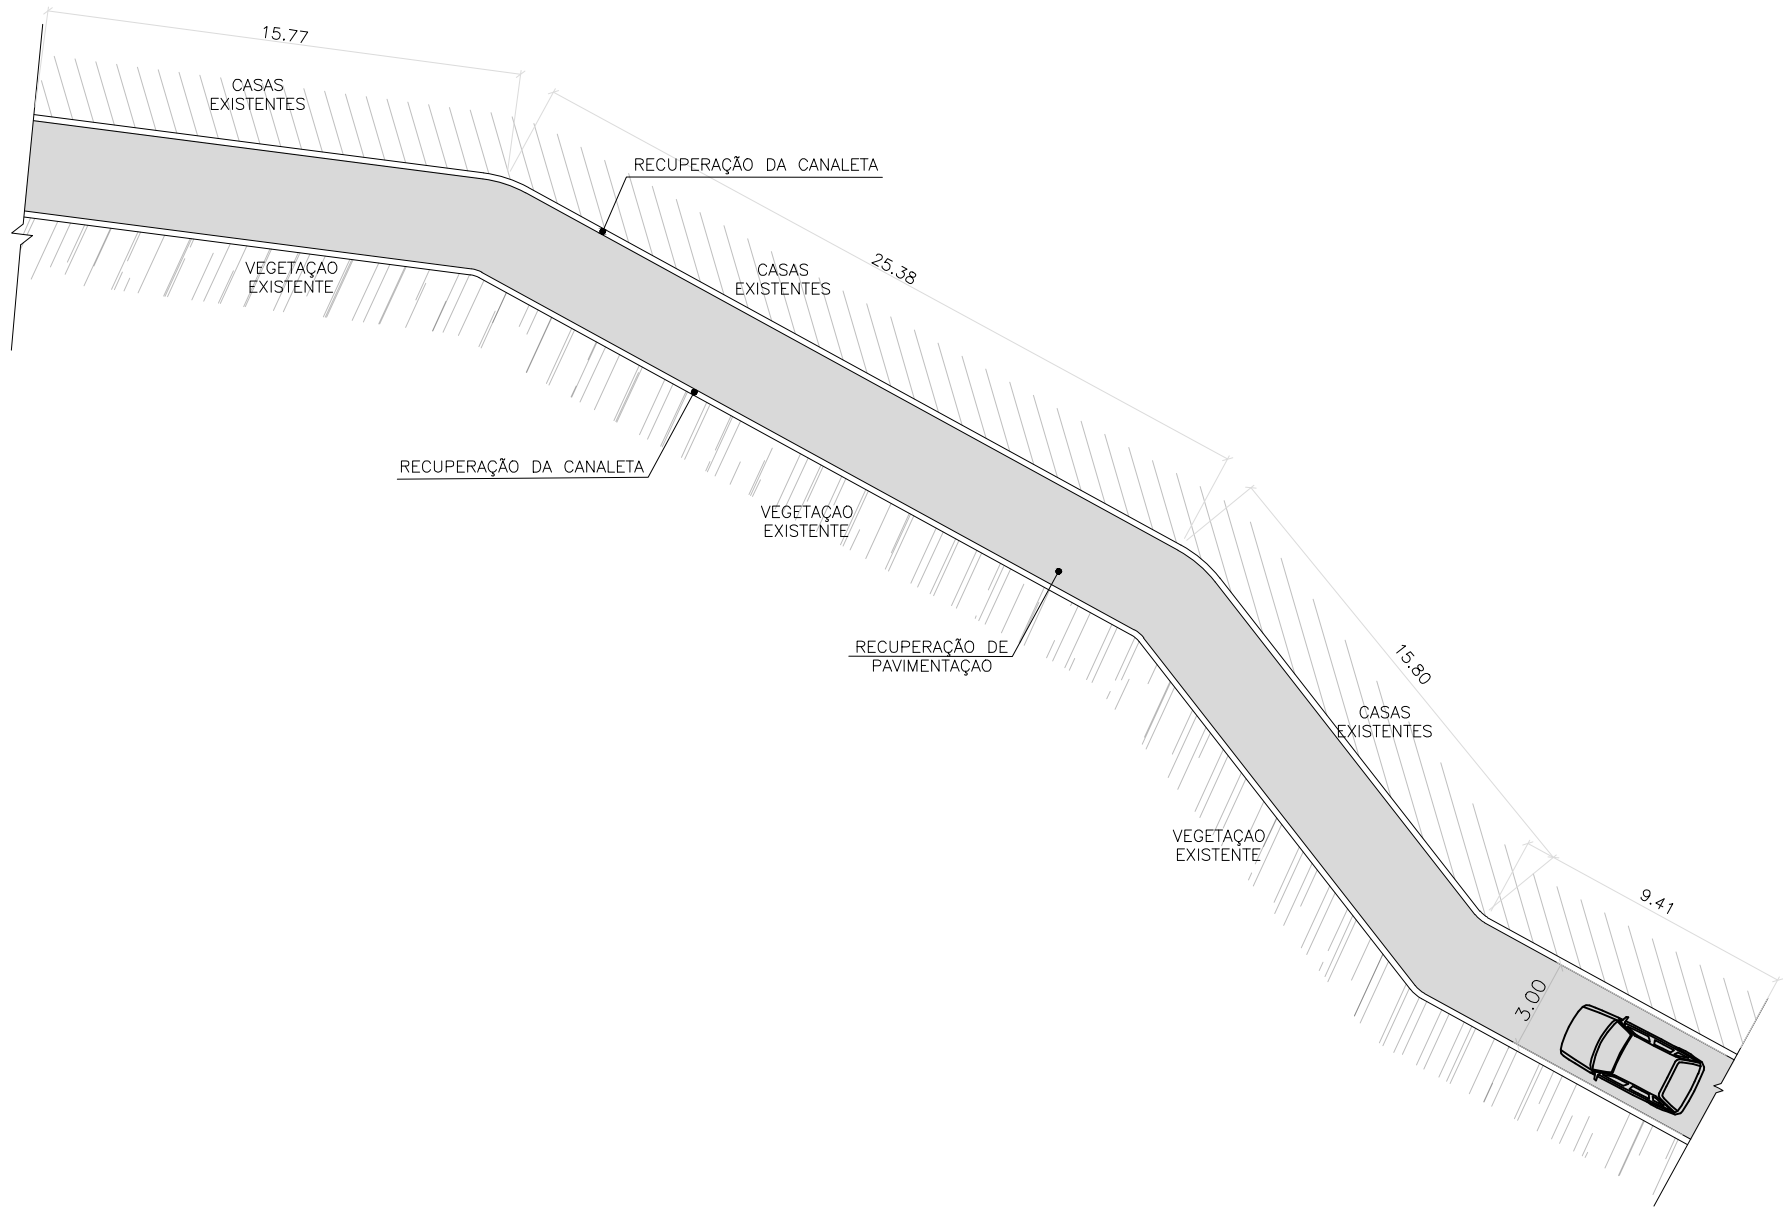 15.77
CASAS
EXISTENTES
RECUPERAÇÃO DA CANALETA
VEGETAÇAO
EXISTENTE
CASAS
EXISTENTES
25.38
RECUPERAÇÃO DA CANALETA
VEGETAÇAO
EXISTENTE
RECUPERAÇÃO DE
PAVIMENTAÇAO
15.80
CASAS
EXISTENTES
VEGETAÇAO
EXISTENTE
9.41
3.00